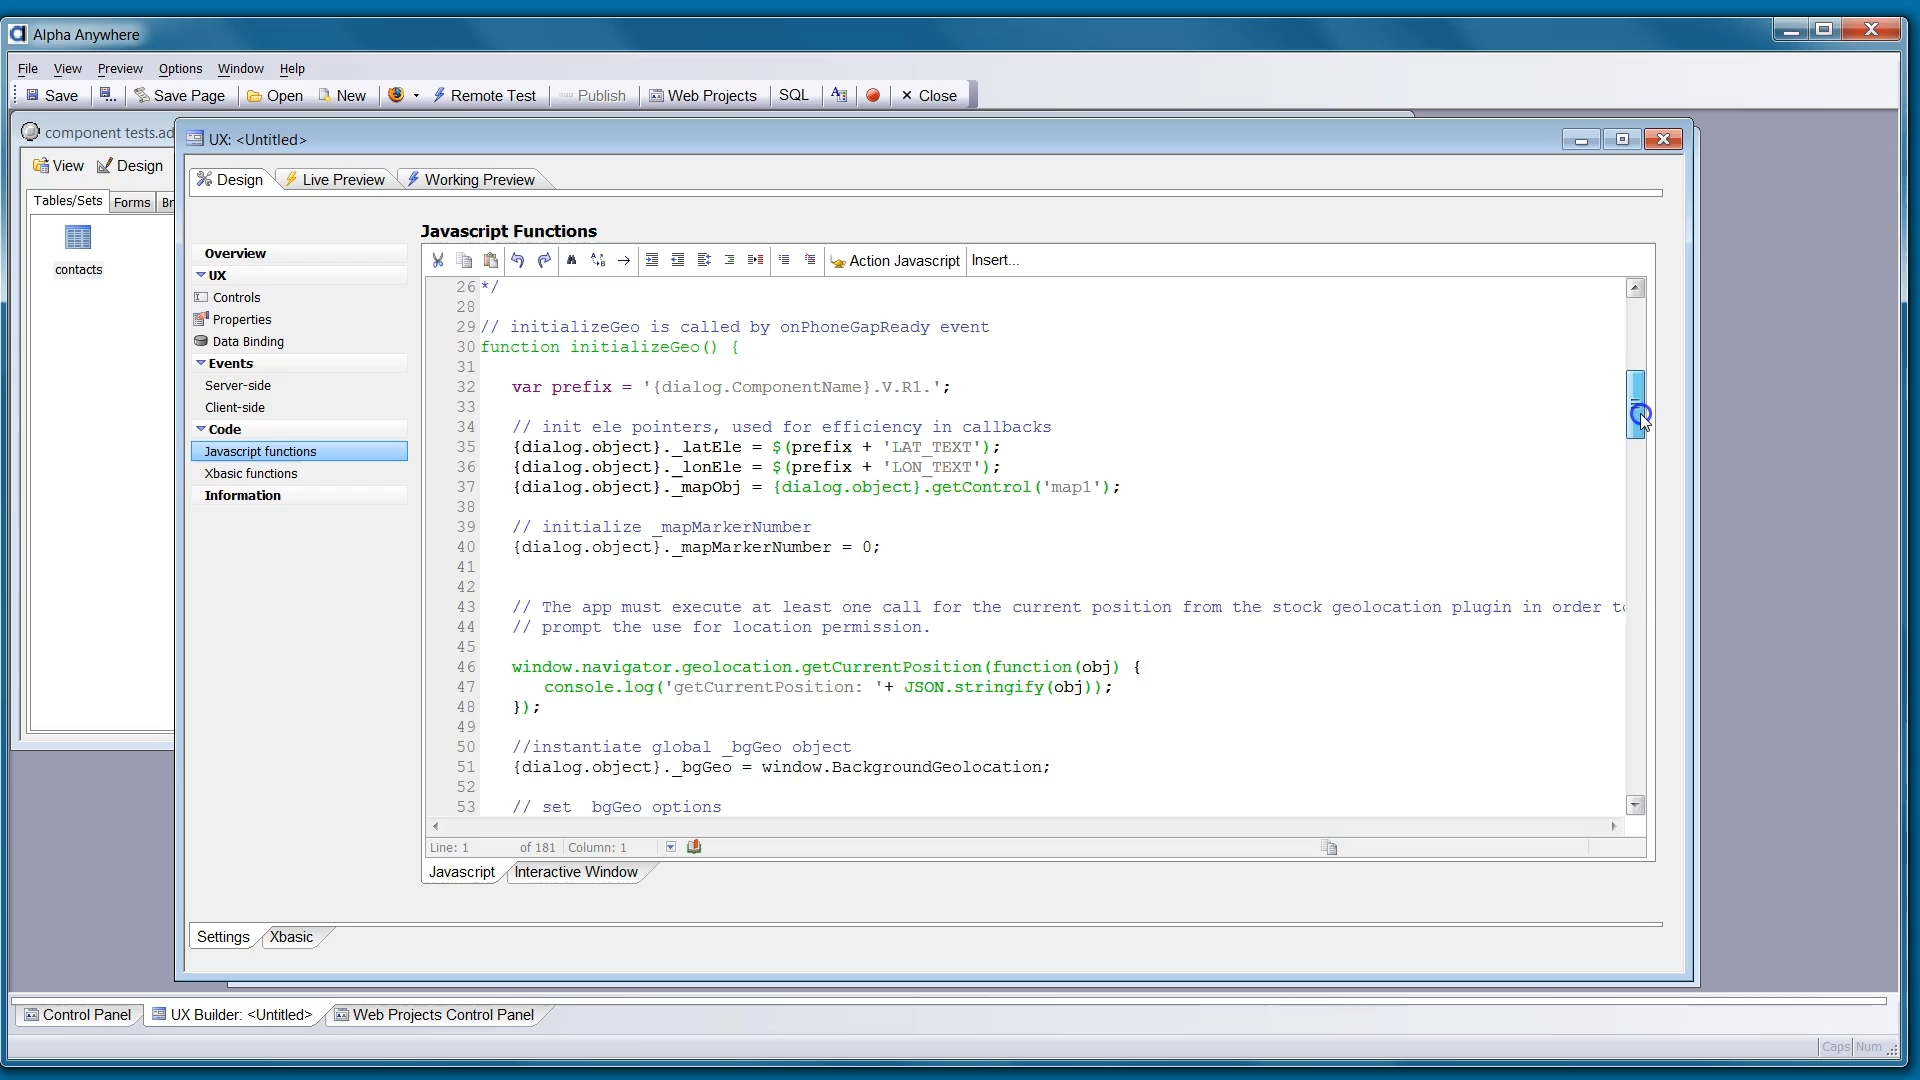 Alpha Anywhere
File View Preview Options Window Help
Save Save Page Open New Remote Test Publish Web Projects SQL Close
component tests.ad
UX: <Untitled>
View Design
Design Live Preview Working Preview
Tables/Sets Forms Br
contacts
Overview
UX
Controls
Properties
Data Binding
Events
Server-side
Client-side
Code
Javascript functions
Xbasic functions
Information
Javascript Functions
Action Javascript Insert...
26 */
28
29 // initializeGeo is called by onPhoneGapReady event
30 function initializeGeo() {
31
32 var prefix = '{dialog.ComponentName}.V.R1.';
33
34 // init ele pointers, used for efficiency in callbacks
35 {dialog.object}._latEle = $(prefix + 'LAT_TEXT');
36 {dialog.object}._lonEle = $(prefix + 'LON_TEXT');
37 {dialog.object}._mapObj = {dialog.object}.getControl('map1');
38
39 // initialize _mapMarkerNumber
40 {dialog.object}._mapMarkerNumber = 0;
41
42
43 // The app must execute at least one call for the current position from the stock geolocation plugin in order to
44 // prompt the use for location permission.
45
46 window.navigator.geolocation.getCurrentPosition(function(obj) {
47 console.log('getCurrentPosition: '+ JSON.stringify(obj));
48 });
49
50 //instantiate global _bgGeo object
51 {dialog.object}._bgGeo = window.BackgroundGeolocation;
52
53 // set bgGeo options
Line: 1 of 181 Column: 1
Javascript Interactive Window
Settings Xbasic
Control Panel UX Builder: <Untitled> Web Projects Control Panel
Caps Num